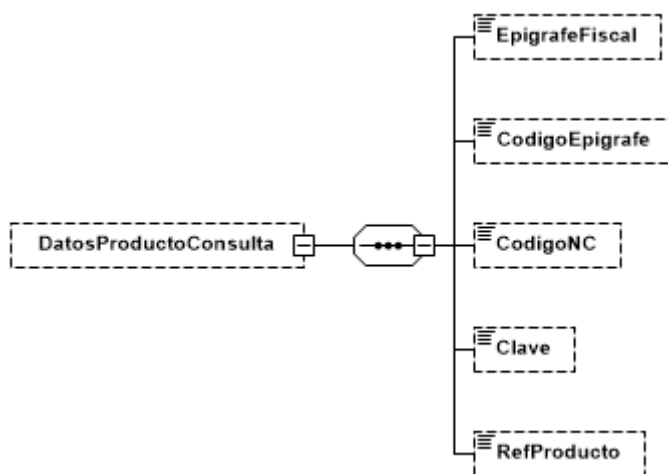 EpigrafeFiscal
CodigoEpigrafe
DatosProductoConsulta
CodigoNC
Clave
RefProducto